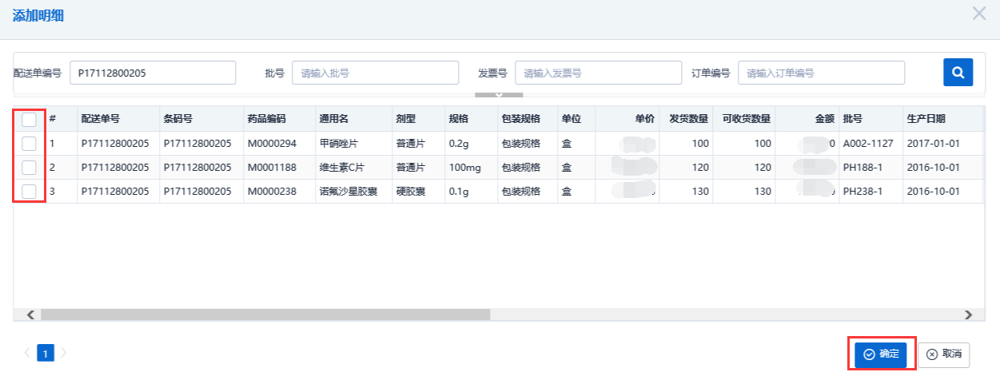 添加明细
配送单编号 P17112800205 批号 请输入批号 发票号 请输入发票号 订单编号 请输入订单编号
# 配送单号 条码号 药品编码 通用名 剂型 规格 包装规格 单位 单价 发货数量 可收货数量 金额 批号 生产日期
1 P17112800205 P17112800205 M0000294 甲硝唑片 普通片 0.2g 包装规格 盒 100 100 0 A002-1127 2017-01-01
2 P17112800205 P17112800205 M0001188 维生素C片 普通片 100mg 包装规格 盒 120 120 PH188-1 2016-10-01
3 P17112800205 P17112800205 M0000238 诺氟沙星胶囊 硬胶囊 0.1g 包装规格 盒 130 130 PH238-1 2016-10-01
1 确定 取消